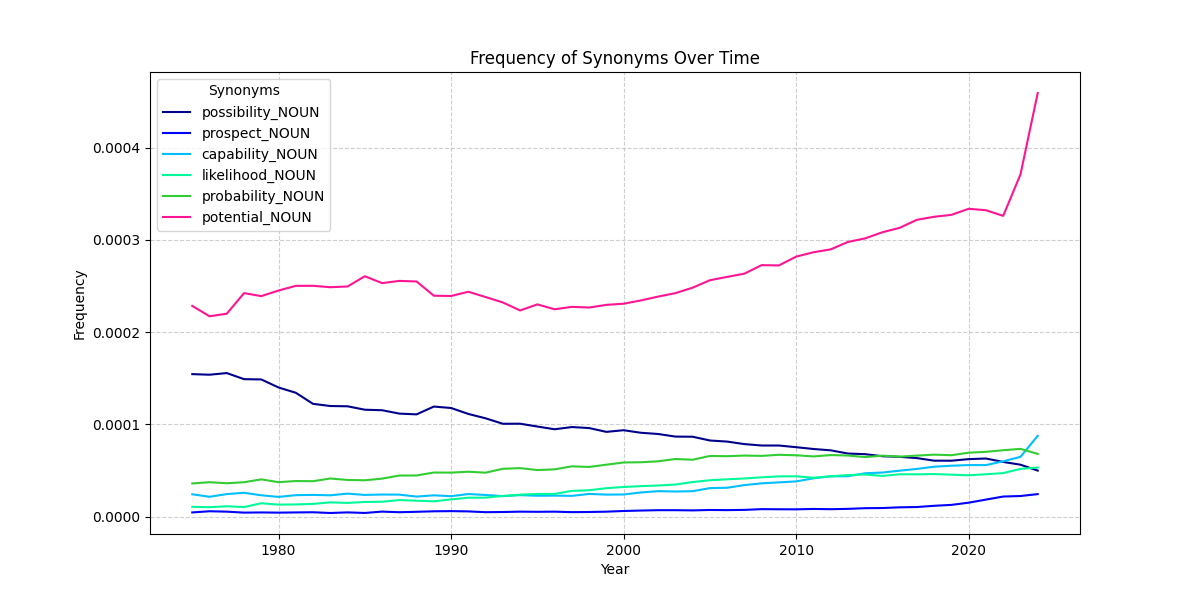 Frequency of Synonyms Over Time
Synonyms
possibility_NOUN
prospect_NOUN
capability_NOUN
likelihood_NOUN
probability_NOUN
potential_NOUN
0.0004
0.0003
0.0002
0.0001
0.0000
Frequency
1980
1990
2000
2010
2020
Year